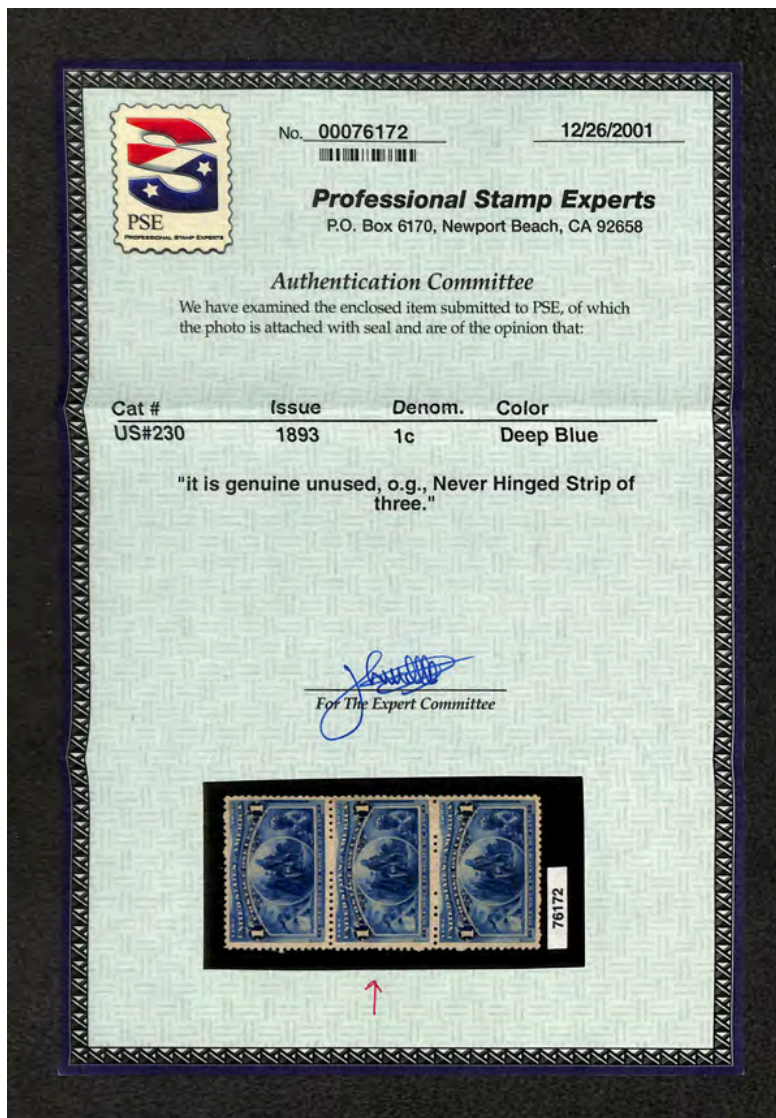 PSE
PROFESSIONAL STAMP EXPERTS
No. 00076172 12/26/2001
Professional Stamp Experts
P.O. Box 6170, Newport Beach, CA 92658
Authentication Committee
We have examined the enclosed item submitted to PSE, of which
the photo is attached with seal and are of the opinion that:
Cat # Issue Denom. Color
US#230 1893 1c Deep Blue
"it is genuine unused, o.g., Never Hinged Strip of
three."
For The Expert Committee
76172